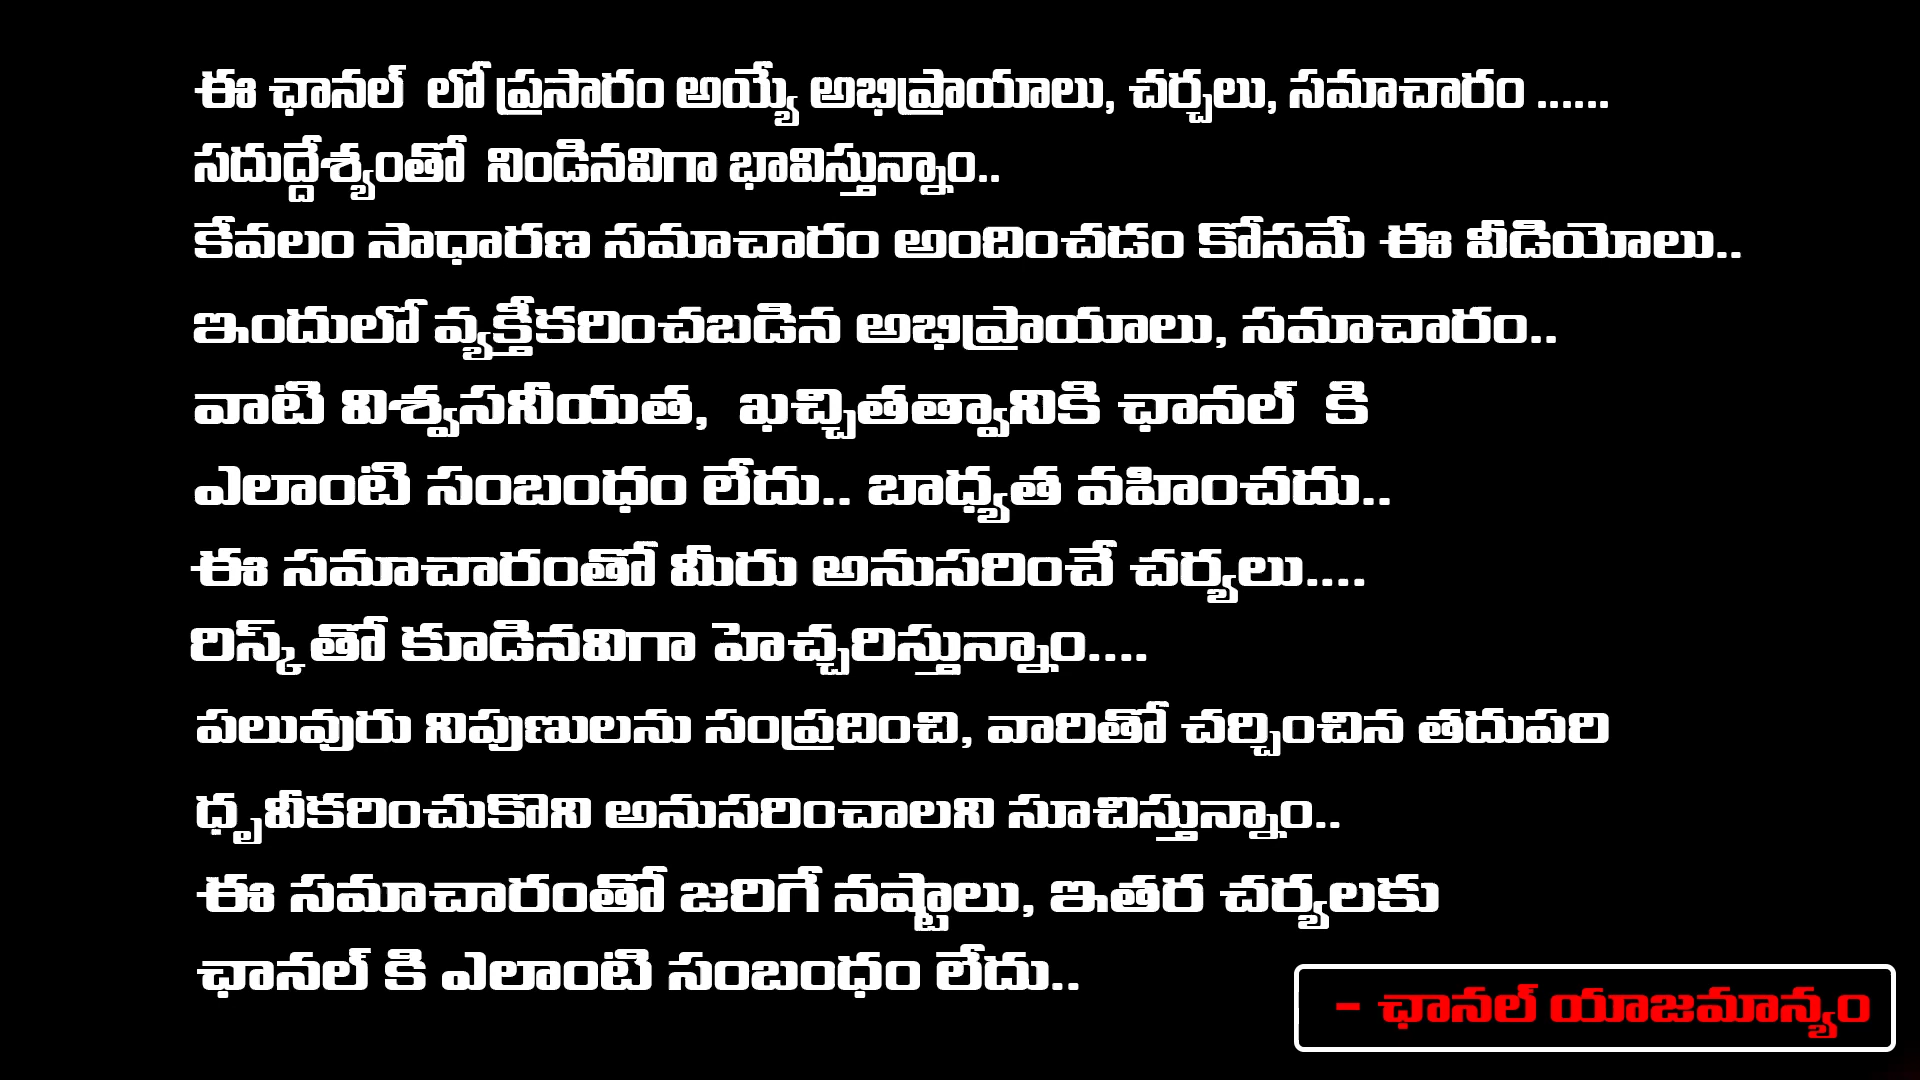 ఈ ఛానల్ లో ప్రసారం అయ్యే అభిప్రాయాలు, చర్చలు, సమాచారం ......
సదుద్దేశ్యంతో నిండినవిగా భావిస్తున్నాం..
కేవలం సాధారణ సమాచారం అందించడం కోసమే ఈ వీడియోలు..
ఇందులో వ్యక్తీకరించబడిన అభిప్రాయాలు, సమాచారం..
వాటి విశ్వసనీయత, ఖచ్చితత్వానికి ఛానల్ కి
ఎలాంటి సంబంధం లేదు.. బాధ్యత వహించదు..
ఈ సమాచారంతో మీరు అనుసరించే చర్యలు....
రిస్క్ తో కూడినవిగా హెచ్చరిస్తున్నాం....
పలువురు నిపుణులను సంప్రదించి, వారితో చర్చించిన తదుపరి
ధృవీకరించుకొని అనుసరించాలని సూచిస్తున్నాం..
ఈ సమాచారంతో జరిగే నష్టాలు, ఇతర చర్యలకు
ఛానల్ కి ఎలాంటి సంబంధం లేదు..
- ఛానల్ యాజమాన్యం